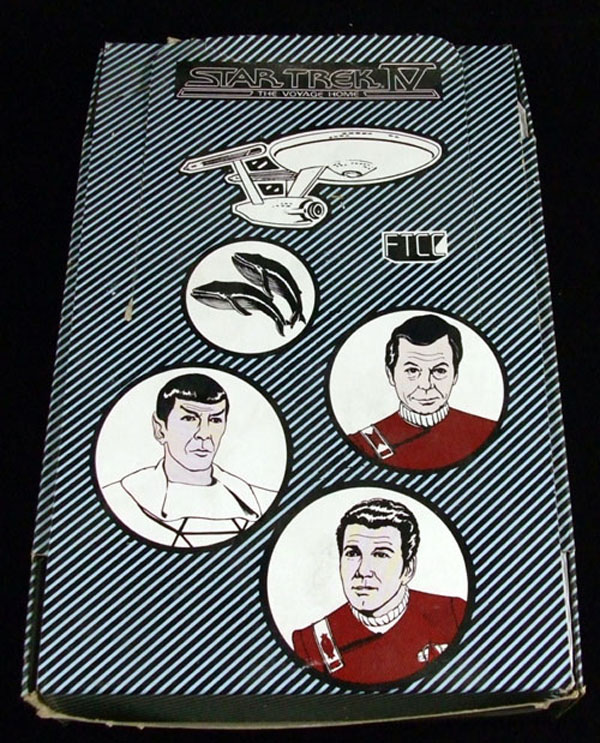 STAR TREK IV
THE VOYAGE HOME
FTCC